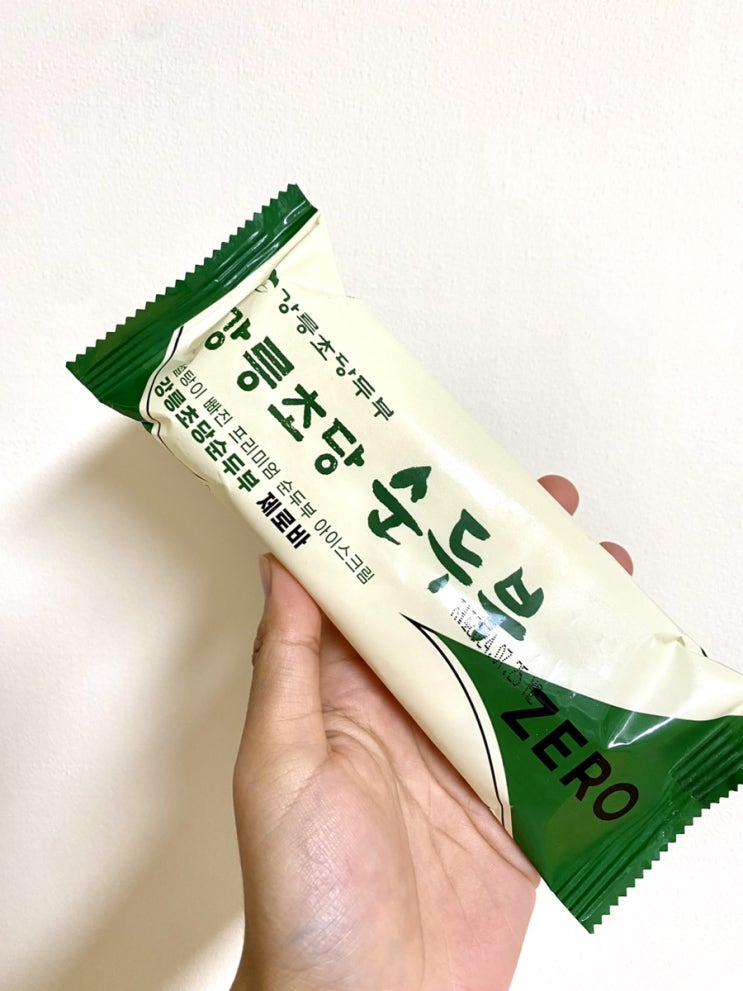 강릉초당두부
강릉초당
순두부
설탕이 빠진 프리미엄 순두부 아이스크림
강릉초당순두부 제로바
ZERO